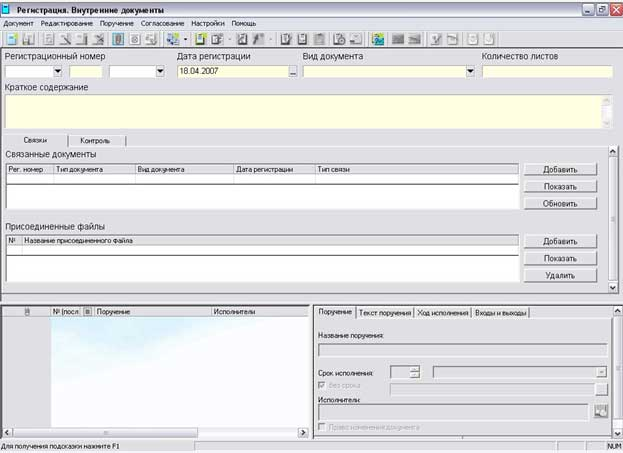 Регистрация. Внутренние документы
Документ Редактирование Поручение Согласование Настройки Помощь
Регистрационный номер Дата регистрации Вид документа Количество листов
18.04.2007 ...
Краткое содержание
Связки Контроль
Связанные документы
Рег. номер Тип документа Вид документа Дата регистрации Тип связи
Добавить
Показать
Обновить
Присоединенные файлы
№ Название присоединенного файла
Добавить
Показать
Удалить
№ (посл Поручение Исполнители
Поручение Текст поручения Ход исполнения Входы и выходы
Название поручения:
Срок исполнения:
Без срока
Исполнители:
Право изменения документа
Для получения подсказки нажмите F1 NUM